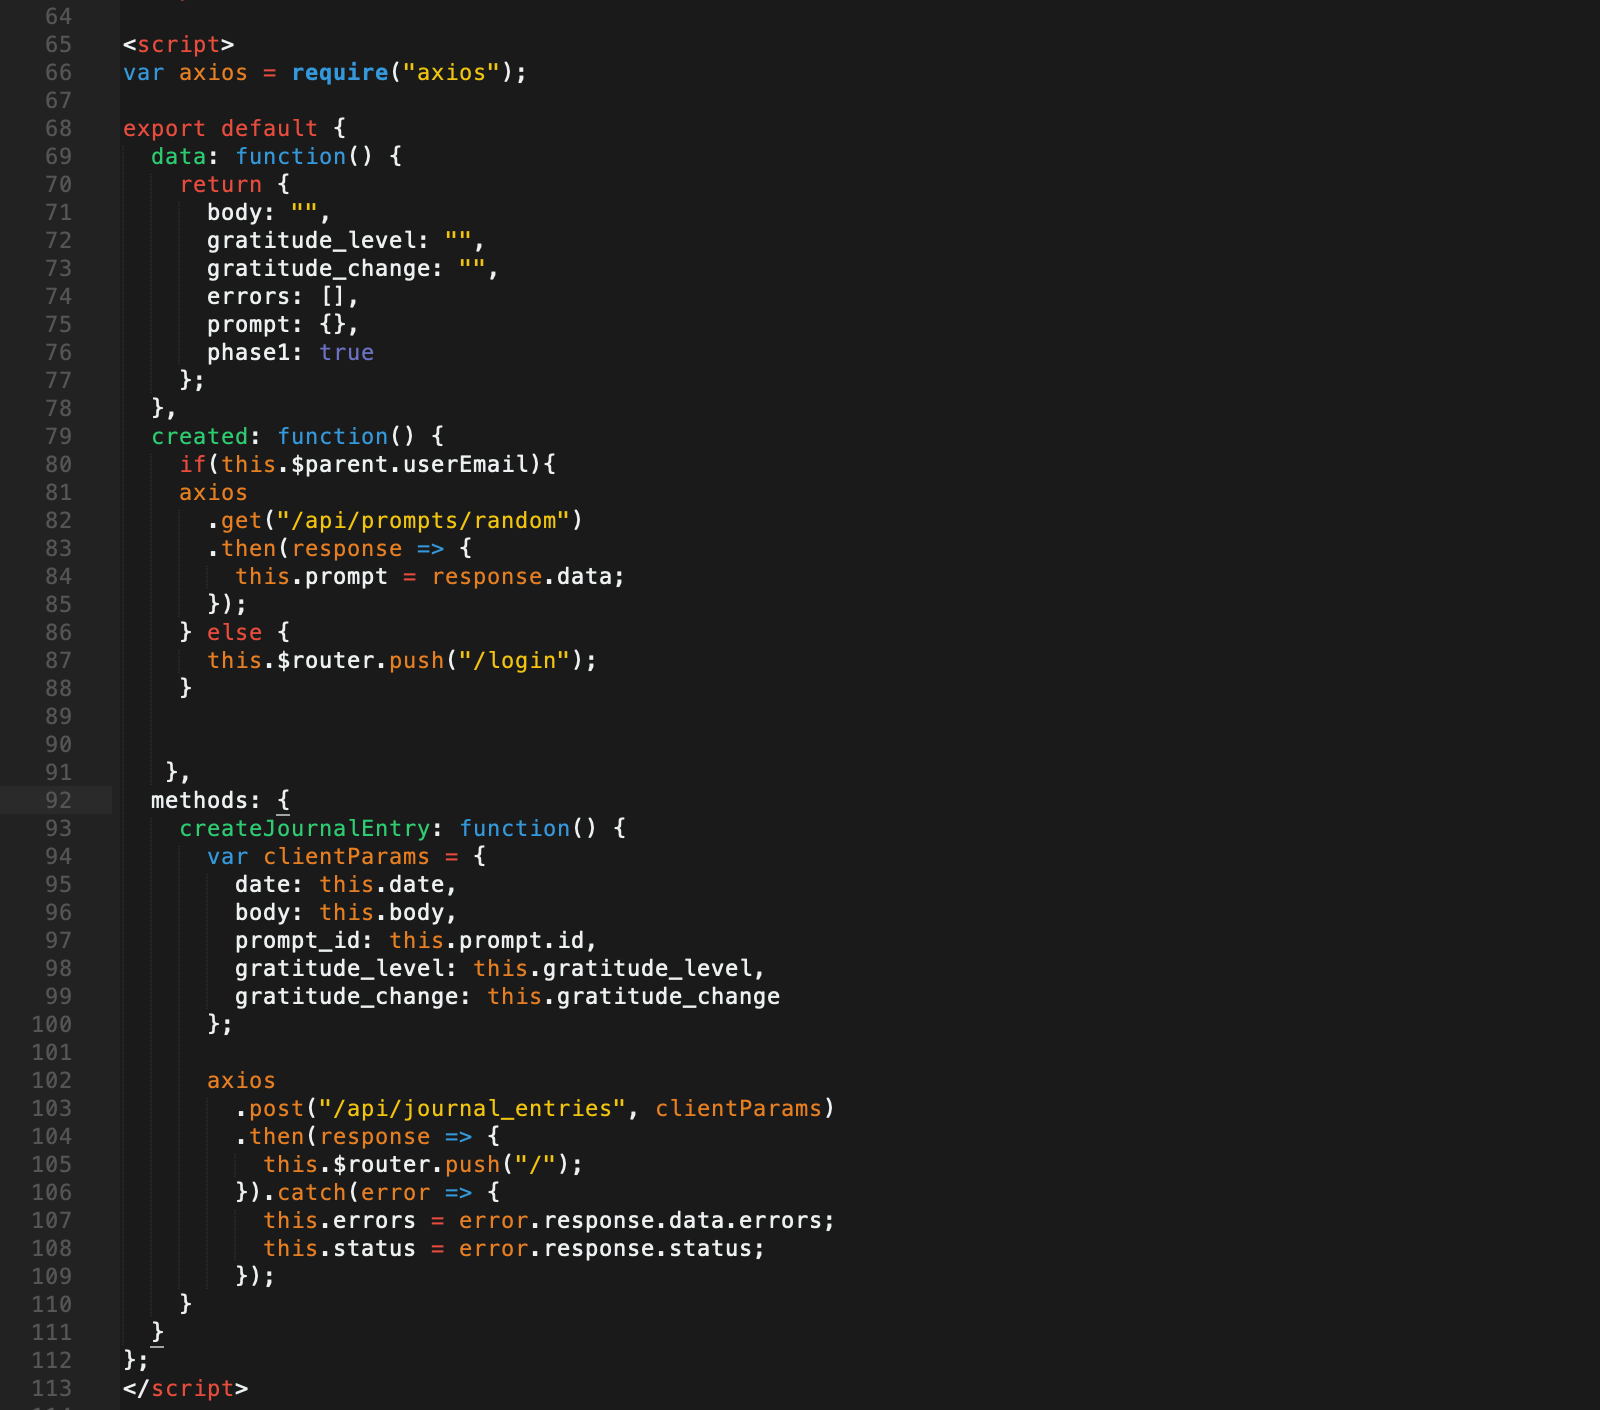 64
65 <script>
66 var axios = require("axios");
67
68 export default {
69   data: function() {
70     return {
71       body: "",
72       gratitude_level: "",
73       gratitude_change: "",
74       errors: [],
75       prompt: {},
76       phase1: true
77     };
78   },
79   created: function() {
80     if(this.$parent.userEmail){
81     axios
82       .get("/api/prompts/random")
83       .then(response => {
84         this.prompt = response.data;
85       });
86     } else {
87       this.$router.push("/login");
88     }
89
90
91    },
92   methods: {
93     createJournalEntry: function() {
94       var clientParams = {
95         date: this.date,
96         body: this.body,
97         prompt_id: this.prompt.id,
98         gratitude_level: this.gratitude_level,
99         gratitude_change: this.gratitude_change
100       };
101
102       axios
103         .post("/api/journal_entries", clientParams)
104         .then(response => {
105           this.$router.push("/");
106         }).catch(error => {
107           this.errors = error.response.data.errors;
108           this.status = error.response.status;
109         });
110     }
111   }
112 };
113 </script>